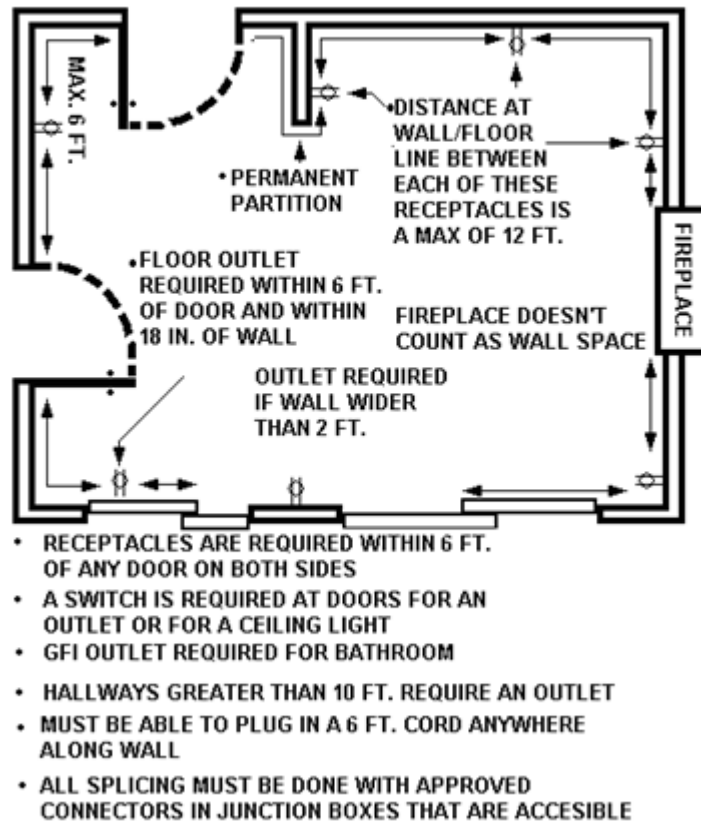 MAX. 6 FT.
•DISTANCE AT
WALL/FLOOR
LINE BETWEEN
EACH OF THESE
RECEPTACLES IS
A MAX OF 12 FT.
•PERMANENT
PARTITION
•FLOOR OUTLET
REQUIRED WITHIN 6 FT.
OF DOOR AND WITHIN
18 IN. OF WALL
FIREPLACE
FIREPLACE DOESN'T
COUNT AS WALL SPACE
OUTLET REQUIRED
IF WALL WIDER
THAN 2 FT.
• RECEPTACLES ARE REQUIRED WITHIN 6 FT.
OF ANY DOOR ON BOTH SIDES
• A SWITCH IS REQUIRED AT DOORS FOR AN
OUTLET OR FOR A CEILING LIGHT
• GFI OUTLET REQUIRED FOR BATHROOM
• HALLWAYS GREATER THAN 10 FT. REQUIRE AN OUTLET
• MUST BE ABLE TO PLUG IN A 6 FT. CORD ANYWHERE
ALONG WALL
• ALL SPLICING MUST BE DONE WITH APPROVED
CONNECTORS IN JUNCTION BOXES THAT ARE ACCESIBLE